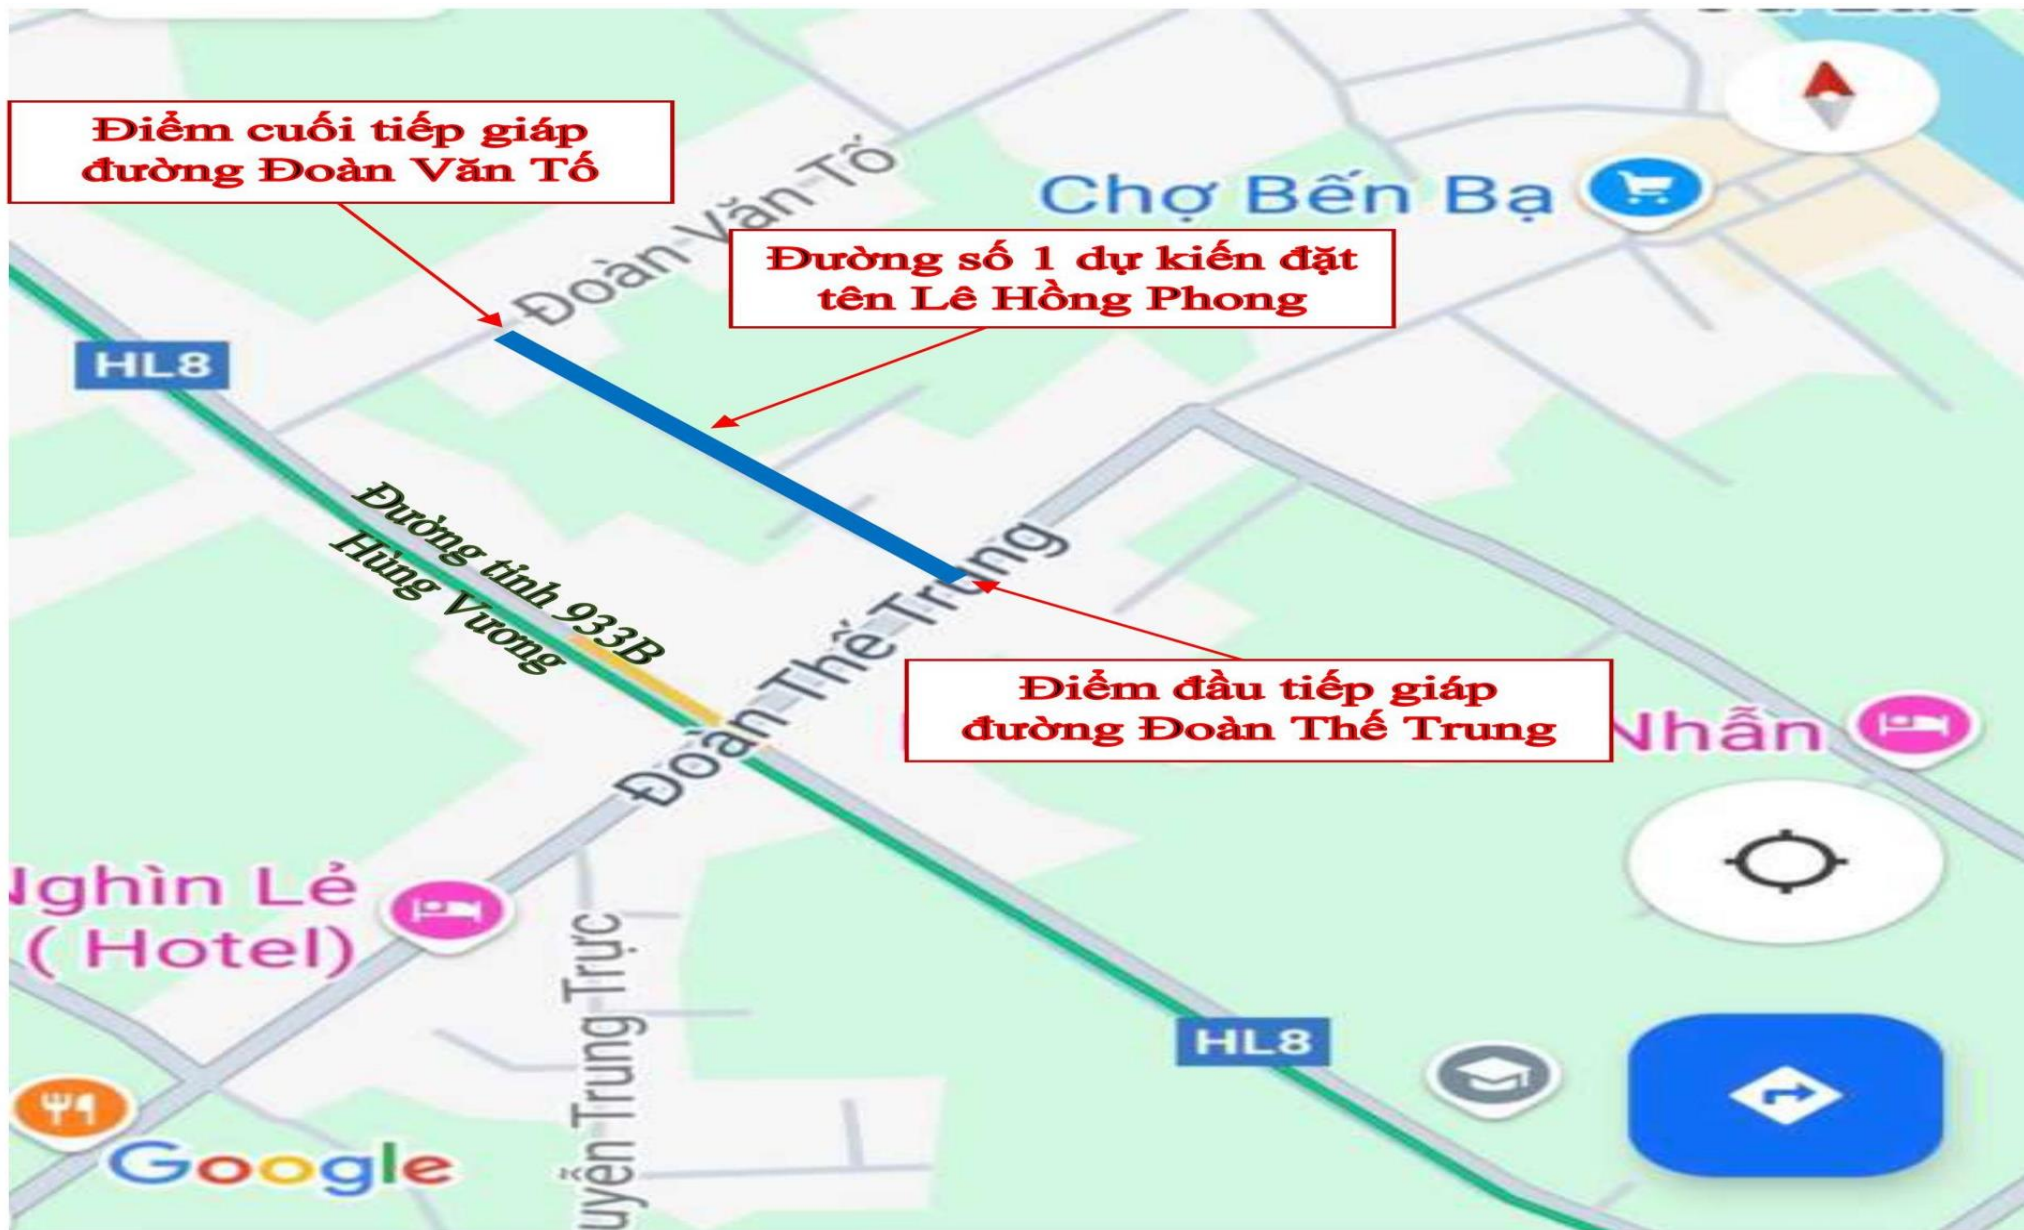 Điểm cuối tiếp giáp
đường Đoàn Văn Tố
Đoàn Văn Tố
Chợ Bến Bạ
Đường số 1 dự kiến đặt
tên Lê Hồng Phong
HL8
Đường tỉnh 933B
Hùng Vương
Đoàn Thế Trung
Điểm đầu tiếp giáp
đường Đoàn Thế Trung
Nhẫn
Nghìn Lẻ
( Hotel)
uyễn Trung Trực
HL8
Google